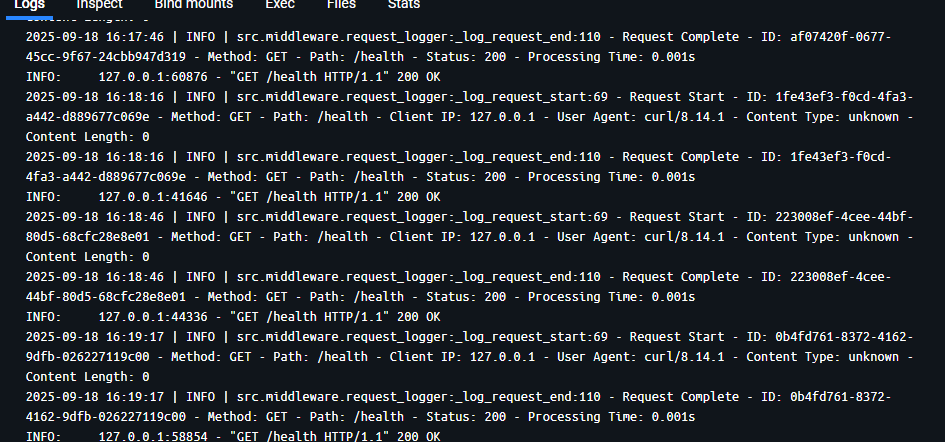 Logs Inspect Bind mounts Exec Files Stats
Content Length: 0
2025-09-18 16:17:46 | INFO | src.middleware.request_logger:_log_request_end:110 - Request Complete - ID: af07420f-0677-
45cc-9f67-24cbb947d319 - Method: GET - Path: /health - Status: 200 - Processing Time: 0.001s
INFO:     127.0.0.1:60876 - "GET /health HTTP/1.1" 200 OK
2025-09-18 16:18:16 | INFO | src.middleware.request_logger:_log_request_start:69 - Request Start - ID: 1fe43ef3-f0cd-4fa3-
a442-d889677c069e - Method: GET - Path: /health - Client IP: 127.0.0.1 - User Agent: curl/8.14.1 - Content Type: unknown -
Content Length: 0
2025-09-18 16:18:16 | INFO | src.middleware.request_logger:_log_request_end:110 - Request Complete - ID: 1fe43ef3-f0cd-
4fa3-a442-d889677c069e - Method: GET - Path: /health - Status: 200 - Processing Time: 0.001s
INFO:     127.0.0.1:41646 - "GET /health HTTP/1.1" 200 OK
2025-09-18 16:18:46 | INFO | src.middleware.request_logger:_log_request_start:69 - Request Start - ID: 223008ef-4cee-44bf-
80d5-68cfc28e8e01 - Method: GET - Path: /health - Client IP: 127.0.0.1 - User Agent: curl/8.14.1 - Content Type: unknown -
Content Length: 0
2025-09-18 16:18:46 | INFO | src.middleware.request_logger:_log_request_end:110 - Request Complete - ID: 223008ef-4cee-
44bf-80d5-68cfc28e8e01 - Method: GET - Path: /health - Status: 200 - Processing Time: 0.001s
INFO:     127.0.0.1:44336 - "GET /health HTTP/1.1" 200 OK
2025-09-18 16:19:17 | INFO | src.middleware.request_logger:_log_request_start:69 - Request Start - ID: 0b4fd761-8372-4162-
9dfb-026227119c00 - Method: GET - Path: /health - Client IP: 127.0.0.1 - User Agent: curl/8.14.1 - Content Type: unknown -
Content Length: 0
2025-09-18 16:19:17 | INFO | src.middleware.request_logger:_log_request_end:110 - Request Complete - ID: 0b4fd761-8372-
4162-9dfb-026227119c00 - Method: GET - Path: /health - Status: 200 - Processing Time: 0.001s
INFO:     127.0.0.1:58854 - "GET /health HTTP/1.1" 200 OK